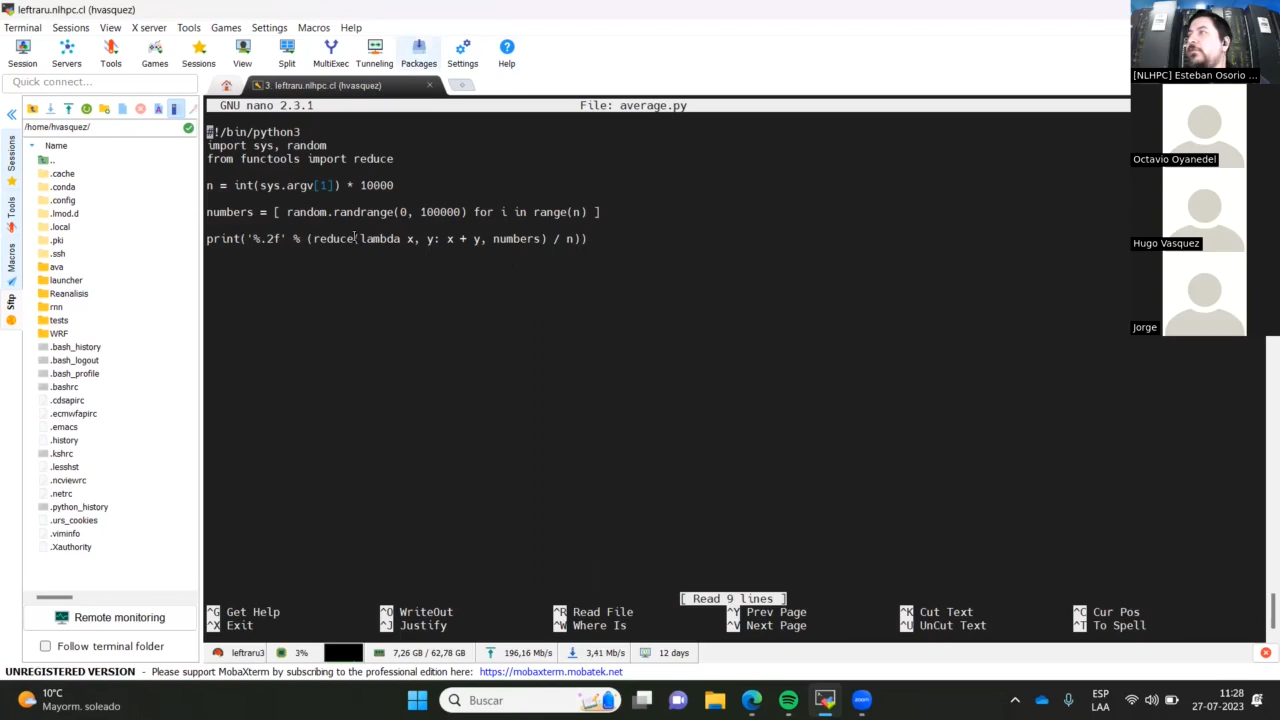 leftraru.nlhpc.cl (hvasquez)
Terminal Sessions View X server Tools Games Settings Macros Help
Session Servers Tools Games Sessions View Split MultiExec Tunneling Packages Settings Help
Quick connect...
3. leftraru.nlhpc.cl (hvasquez)
/home/hvasquez/
Name
..
.cache
.conda
.config
.lmod.d
.local
.pki
.ssh
ava
launcher
Reanalisis
rnn
tests
WRF
.bash_history
.bash_logout
.bash_profile
.bashrc
.cdsapirc
.ecmwfapirc
.emacs
.history
.kshrc
.lesshst
.ncviewrc
.netrc
.python_history
.urs_cookies
.viminfo
.Xauthority
Remote monitoring
Follow terminal folder
Sessions
Tools
Macros
Sftp
GNU nano 2.3.1 File: average.py
#!/bin/python3
import sys, random
from functools import reduce
n = int(sys.argv[1]) * 10000
numbers = [ random.randrange(0, 100000) for i in range(n) ]
print('%.2f' % (reduce(lambda x, y: x + y, numbers) / n))
[ Read 9 lines ]
^G Get Help ^O WriteOut ^R Read File ^Y Prev Page ^K Cut Text ^C Cur Pos
^X Exit ^J Justify ^W Where Is ^V Next Page ^U UnCut Text ^T To Spell
leftraru3 3% 7,26 GB / 62,78 GB 196,16 Mb/s 3,41 Mb/s 12 days
UNREGISTERED VERSION - Please support MobaXterm by subscribing to the professional edition here: https://mobaxterm.mobatek.net
[NLHPC] Esteban Osorio ...
Octavio Oyanedel
Hugo Vasquez
Jorge
10°C
Mayorm. soleado
Buscar
zoom
ESP
LAA
11:28
27-07-2023